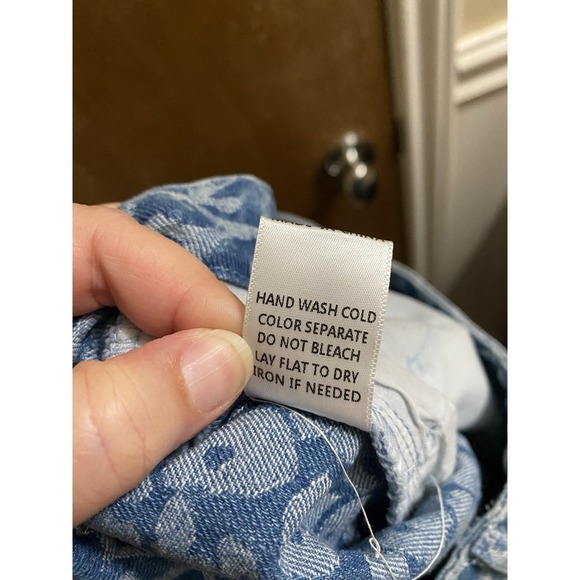 HAND WASH COLD
COLOR SEPARATE
DO NOT BLEACH
LAY FLAT TO DRY
IRON IF NEEDED